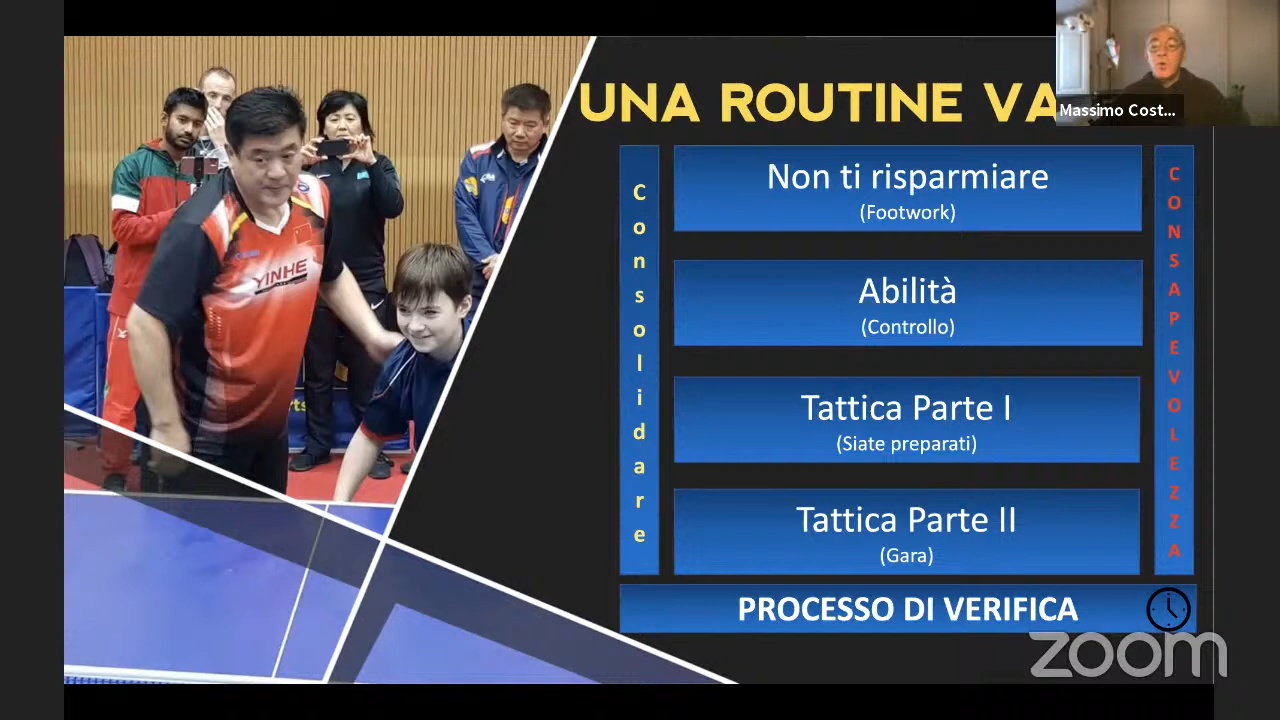 UNA ROUTINE VA
Massimo Cost...
Consolidare
Non ti risparmiare
(Footwork)
Abilità
(Controllo)
Tattica Parte I
(Siate preparati)
Tattica Parte II
(Gara)
CONSAPEVOLEZZA
PROCESSO DI VERIFICA
YINHE
zoom